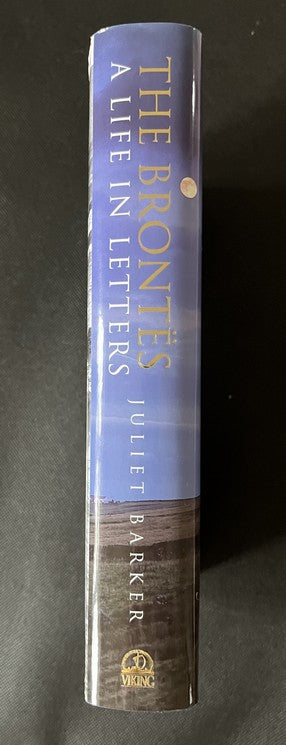 THE BRONTËS
A LIFE IN LETTERS
JULIET BARKER
VIKING